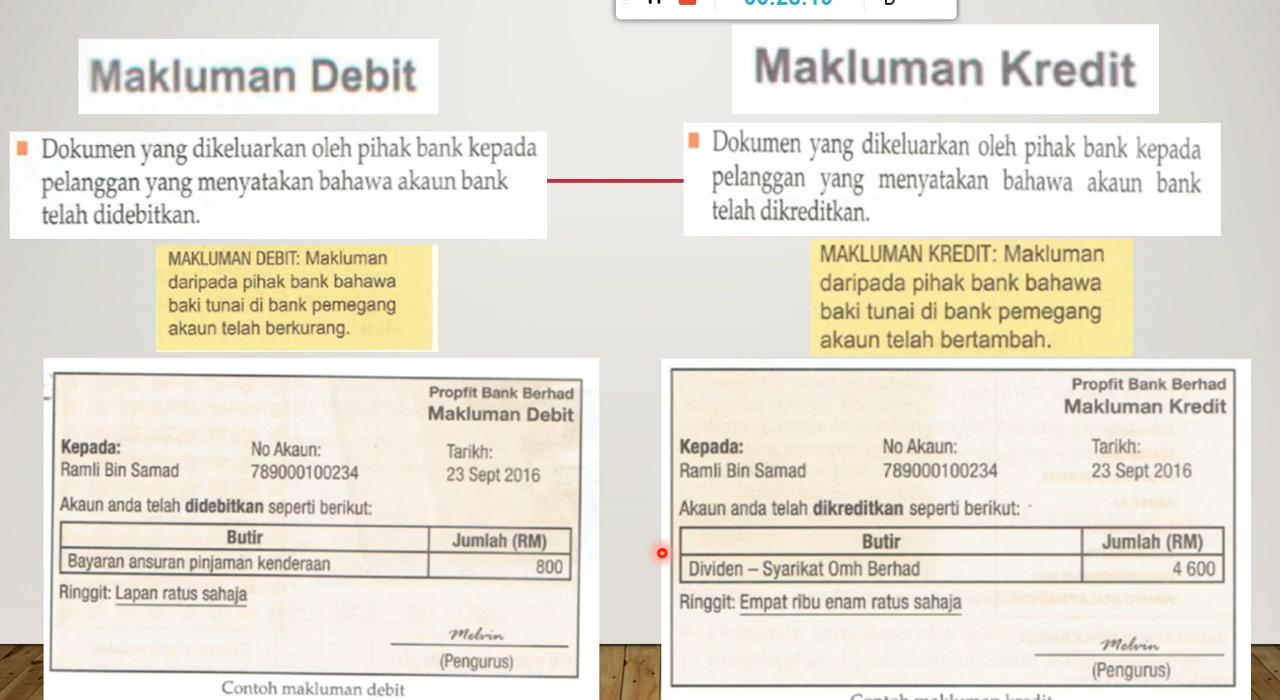 Makluman Debit
Dokumen yang dikeluarkan oleh pihak bank kepada
pelanggan yang menyatakan bahawa akaun bank
telah didebitkan.
MAKLUMAN DEBIT: Makluman
daripada pihak bank bahawa
baki tunai di bank pemegang
akaun telah berkurang.
Propfit Bank Berhad
Makluman Debit
Kepada: No Akaun: Tarikh:
Ramli Bin Samad 789000100234 23 Sept 2016
Akaun anda telah didebitkan seperti berikut:
Butir Jumlah (RM)
Bayaran ansuran pinjaman kenderaan 800
Ringgit: Lapan ratus sahaja
Melvin
(Pengurus)
Contoh makluman debit
Makluman Kredit
Dokumen yang dikeluarkan oleh pihak bank kepada
pelanggan yang menyatakan bahawa akaun bank
telah dikreditkan.
MAKLUMAN KREDIT: Makluman
daripada pihak bank bahawa
baki tunai di bank pemegang
akaun telah bertambah.
Propfit Bank Berhad
Makluman Kredit
Kepada: No Akaun: Tarikh:
Ramli Bin Samad 789000100234 23 Sept 2016
Akaun anda telah dikreditkan seperti berikut:
Butir Jumlah (RM)
Dividen – Syarikat Omh Berhad 4 600
Ringgit: Empat ribu enam ratus sahaja
Melvin
(Pengurus)
Contoh makluman kredit